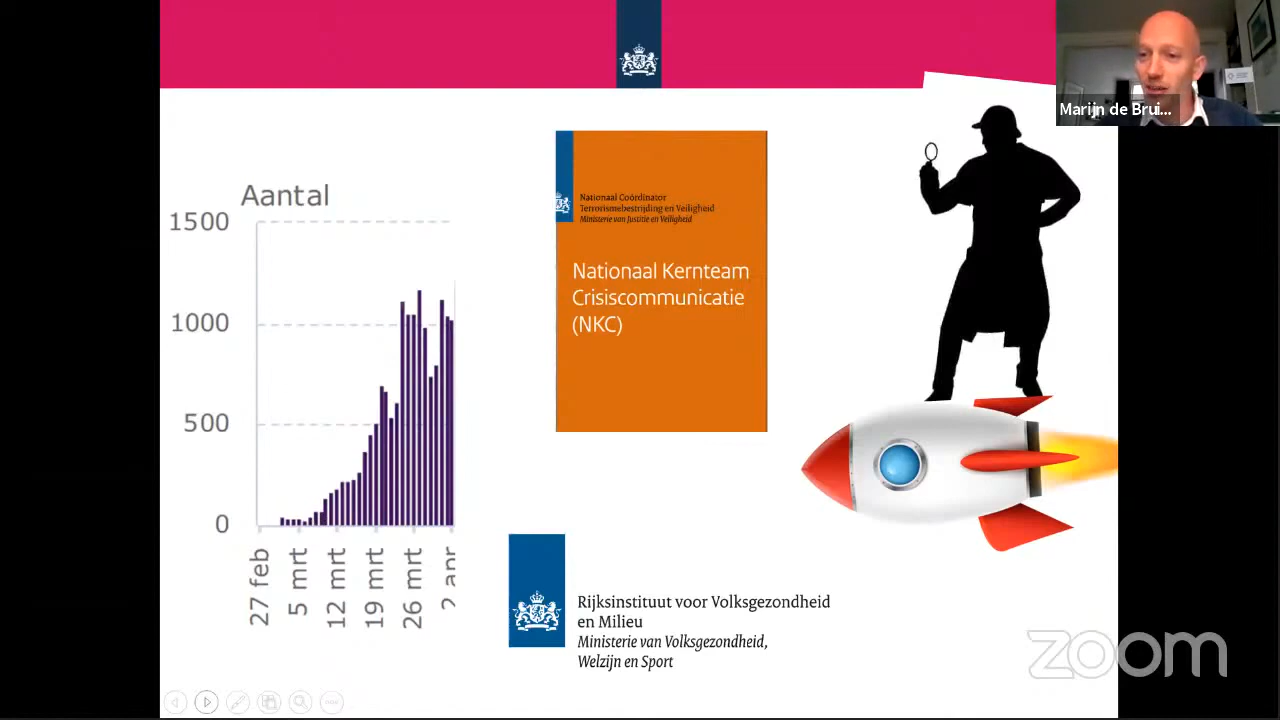 Marijn de Brui...
Aantal
1500
1000
500
0
27 feb
5 mrt
12 mrt
19 mrt
26 mrt
2 apr
Nationaal Coördinator
Terrorismebestrijding en Veiligheid
Ministerie van Justitie en Veiligheid
Nationaal Kernteam
Crisiscommunicatie
(NKC)
Rijksinstituut voor Volksgezondheid
en Milieu
Ministerie van Volksgezondheid,
Welzijn en Sport
zoom